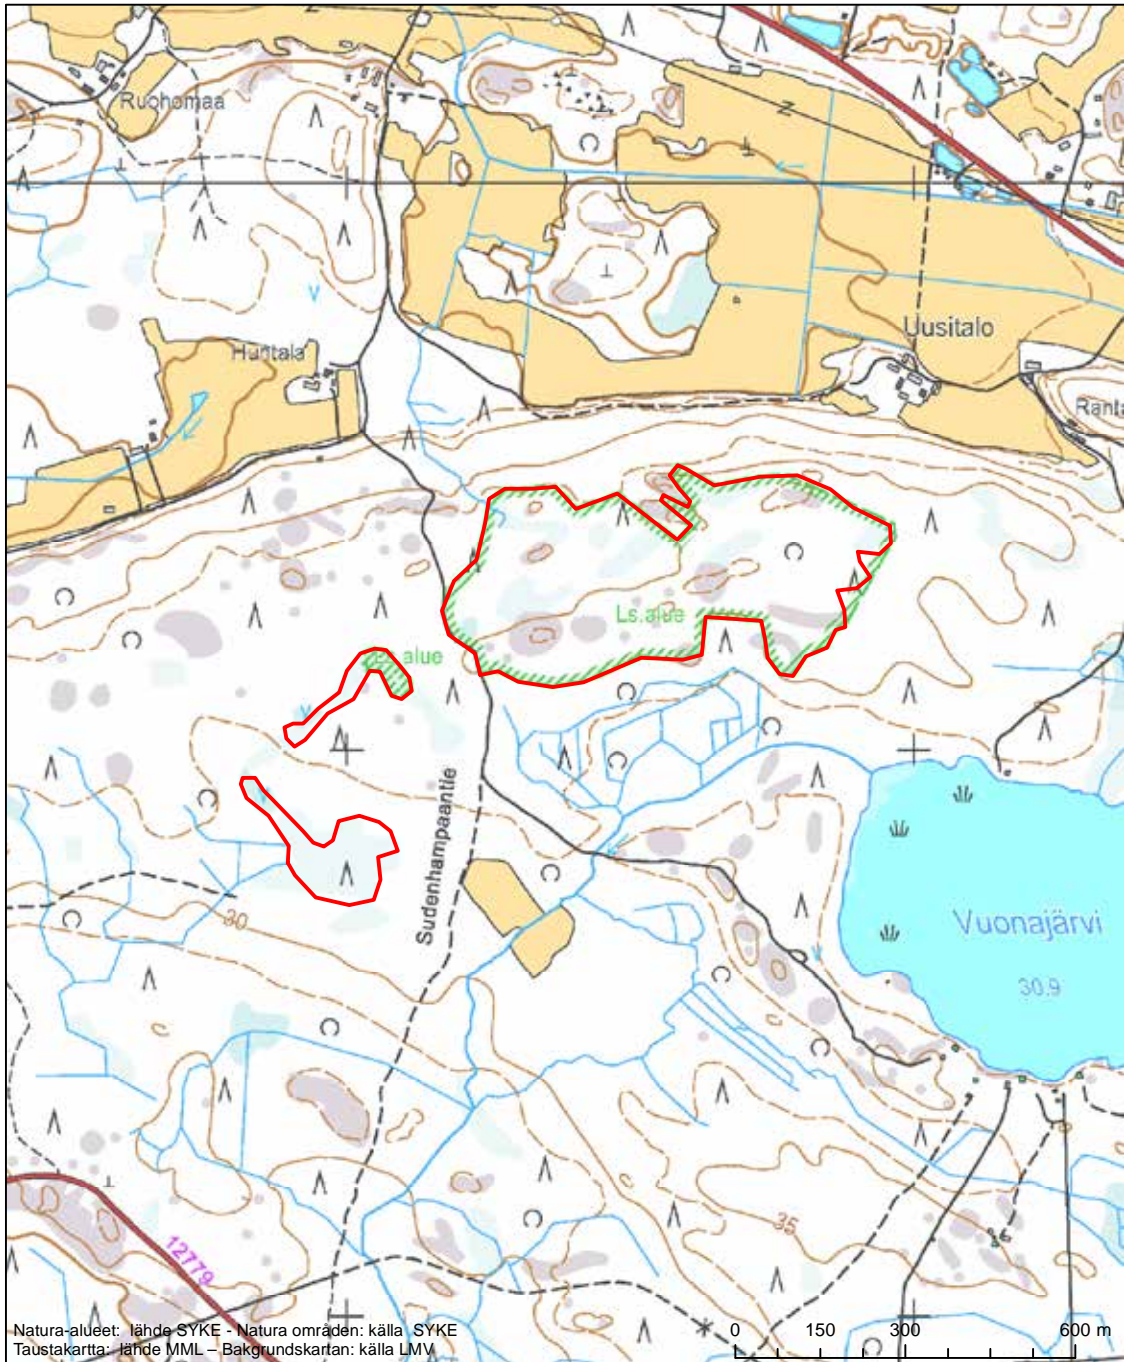 Ruohomaa
Uusitalo
Huhtala
Ranta
Ls.alue
Ls.alue
Sudenhampaantie
30
Vuonajärvi
30.9
35
12779
Natura-alueet: lähde SYKE - Natura områden: källa SYKE
Taustakartta: lähde MML – Bakgrundskartan: källa LMV
0 150 300 600 m